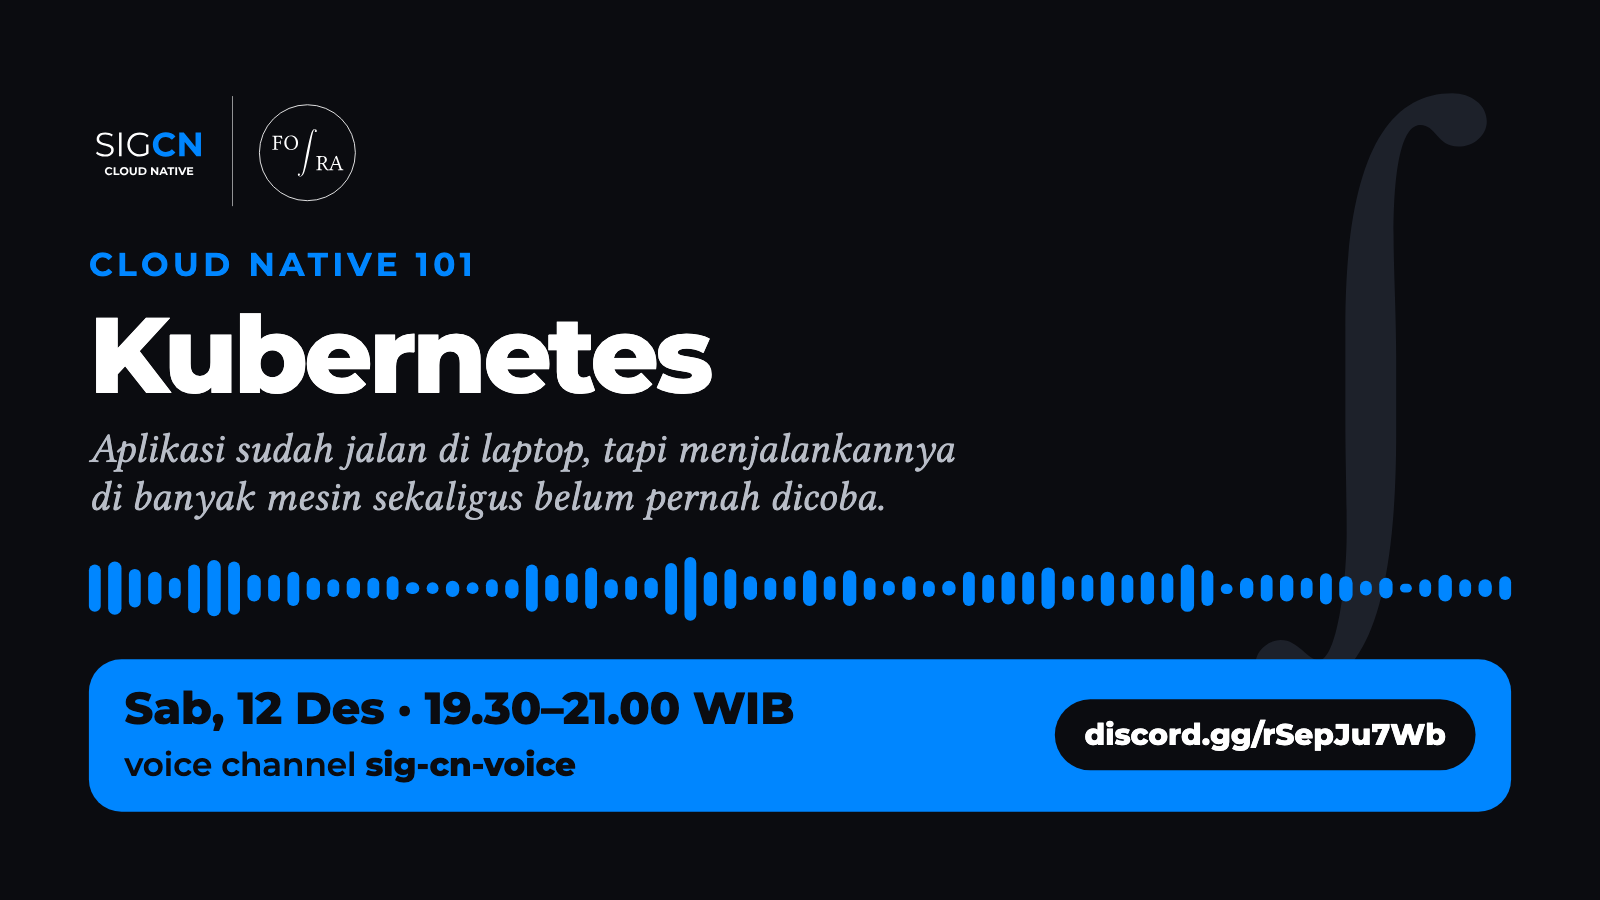 SIGCN
CLOUD NATIVE
FO RA
CLOUD NATIVE 101
Kubernetes
Aplikasi sudah jalan di laptop, tapi menjalankannya
di banyak mesin sekaligus belum pernah dicoba.
Sab, 12 Des • 19.30–21.00 WIB
voice channel sig-cn-voice
discord.gg/rSepJu7Wb